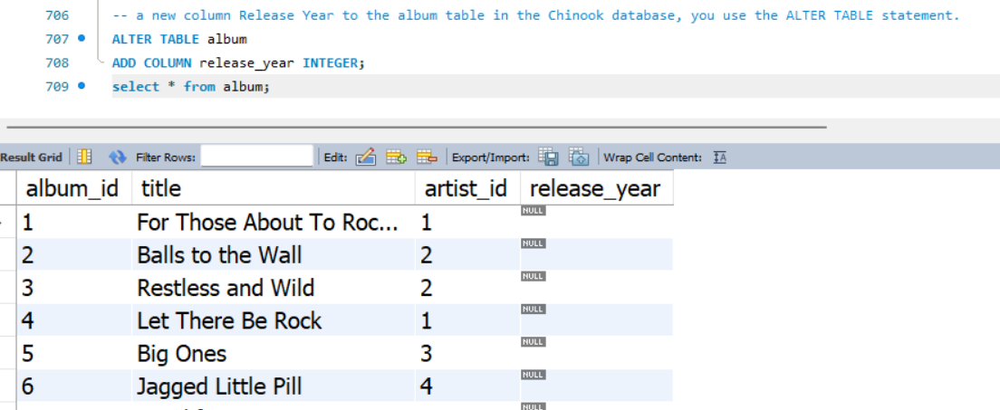 706 -- a new column Release Year to the album table in the Chinook database, you use the ALTER TABLE statement.
707 ALTER TABLE album
708 ADD COLUMN release_year INTEGER;
709 select * from album;
Result Grid Filter Rows: Edit: Export/Import: Wrap Cell Content:
album_id title artist_id release_year
1 For Those About To Roc... 1 NULL
2 Balls to the Wall 2 NULL
3 Restless and Wild 2 NULL
4 Let There Be Rock 1 NULL
5 Big Ones 3 NULL
6 Jagged Little Pill 4 NULL
NULL